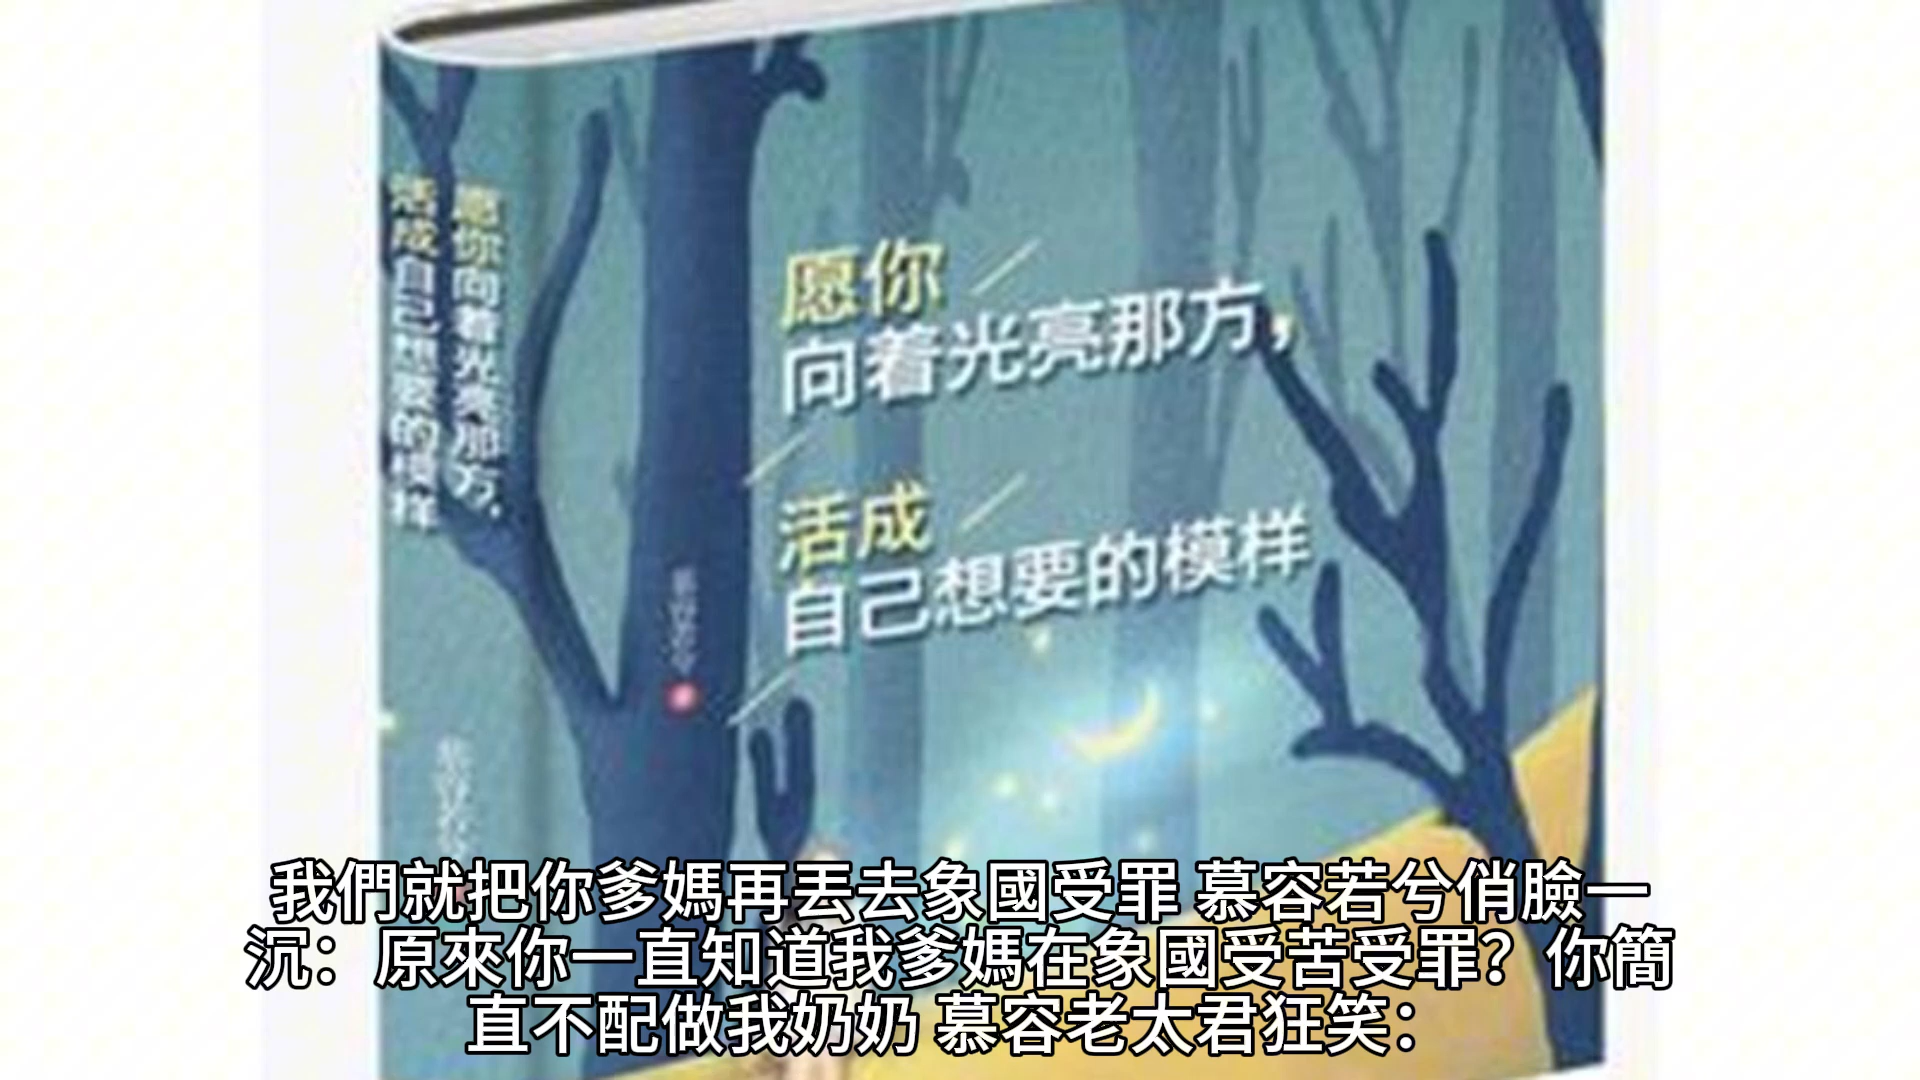 愿你
向着光亮那方，
活成
自己想要的模样
愿你向着光亮那方，
活成自己想要的模样
我們就把你爹媽再丟去象國受罪 慕容若兮俏臉一
沉：原來你一直知道我爹媽在象國受苦受罪？你簡
直不配做我奶奶 慕容老太君狂笑：